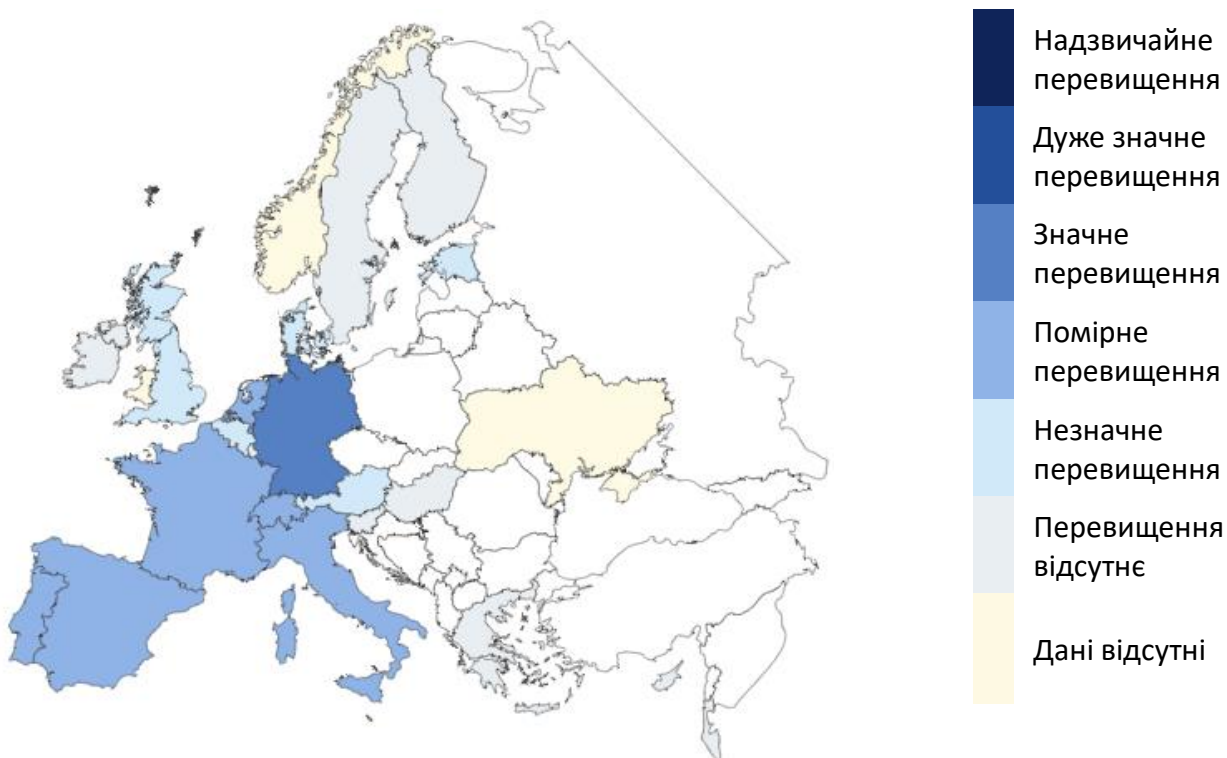 Надзвичайне
перевищення
Дуже значне
перевищення
Значне
перевищення
Помірне
перевищення
Незначне
перевищення
Перевищення
відсутнє
Дані відсутні